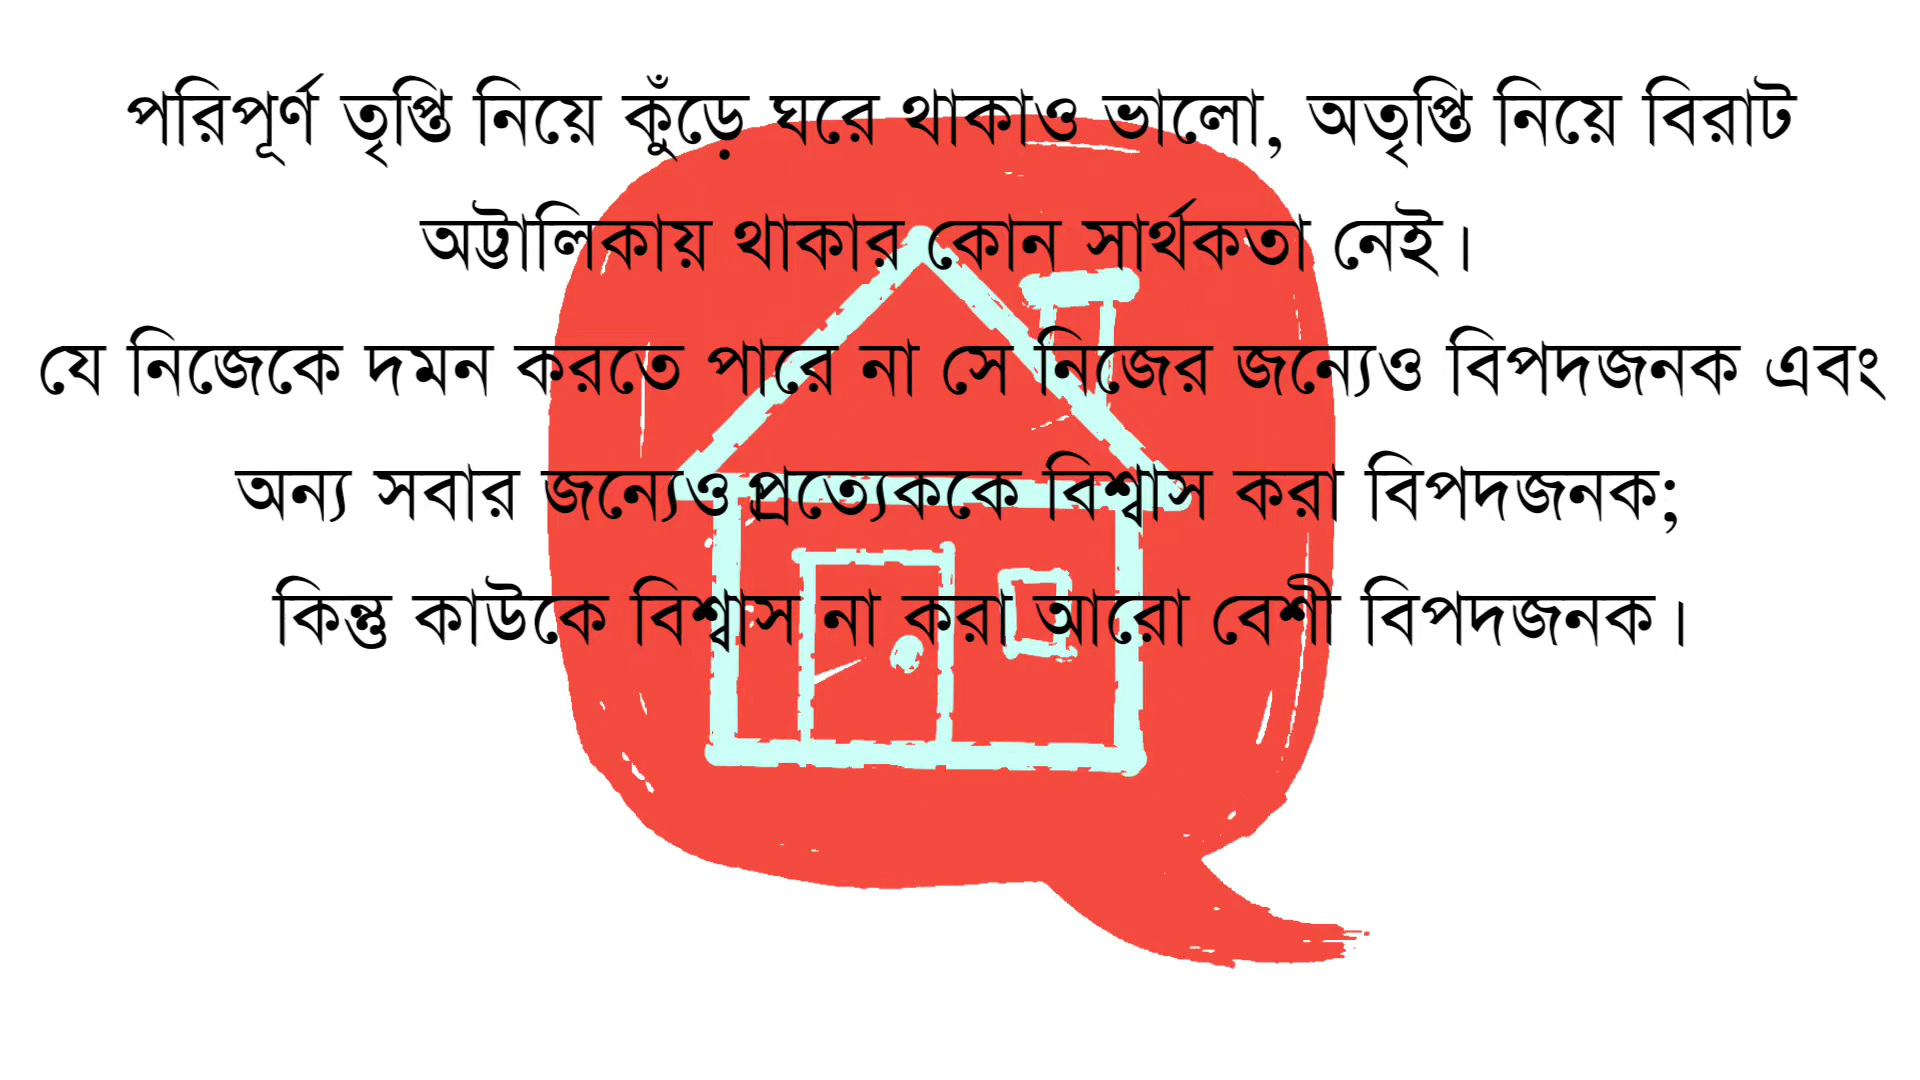 পরিপূর্ণ তৃপ্তি নিয়ে কুঁড়ে ঘরে থাকাও ভালো, অতৃপ্তি নিয়ে বিরাট
অট্টালিকায় থাকার কোন সার্থকতা নেই।
যে নিজেকে দমন করতে পারে না সে নিজের জন্যেও বিপদজনক এবং
অন্য সবার জন্যেও প্রত্যেককে বিশ্বাস করা বিপদজনক;
কিন্তু কাউকে বিশ্বাস না করা আরো বেশী বিপদজনক।